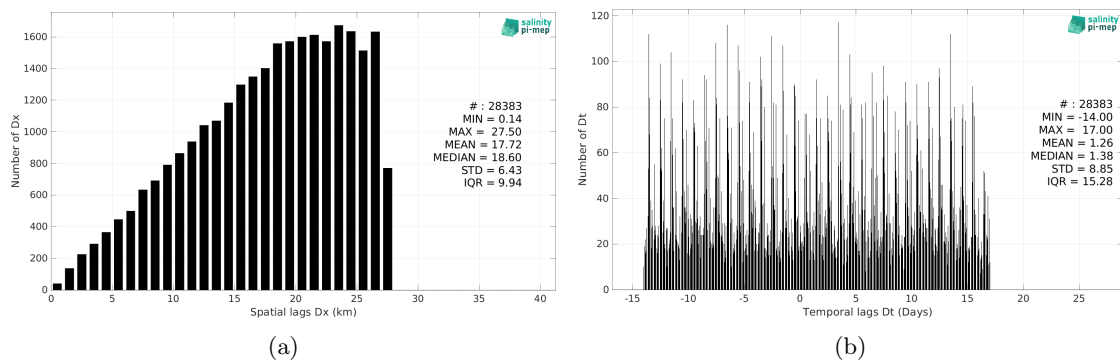 1600
1400
1200
1000
800
600
400
200
0
Number of Dx
salinity
pi-mep
# : 28383
MIN = 0.14
MAX = 27.50
MEAN = 17.72
MEDIAN = 18.60
STD = 6.43
IQR = 9.94
0 5 10 15 20 25 30 35 40
Spatial lags Dx (km)
(a)
120
100
80
60
40
20
0
Number of Dt
salinity
pi-mep
# : 28383
MIN = -14.00
MAX = 17.00
MEAN = 1.26
MEDIAN = 1.38
STD = 8.85
IQR = 15.28
-15 -10 -5 0 5 10 15 20 25
Temporal lags Dt (Days)
(b)